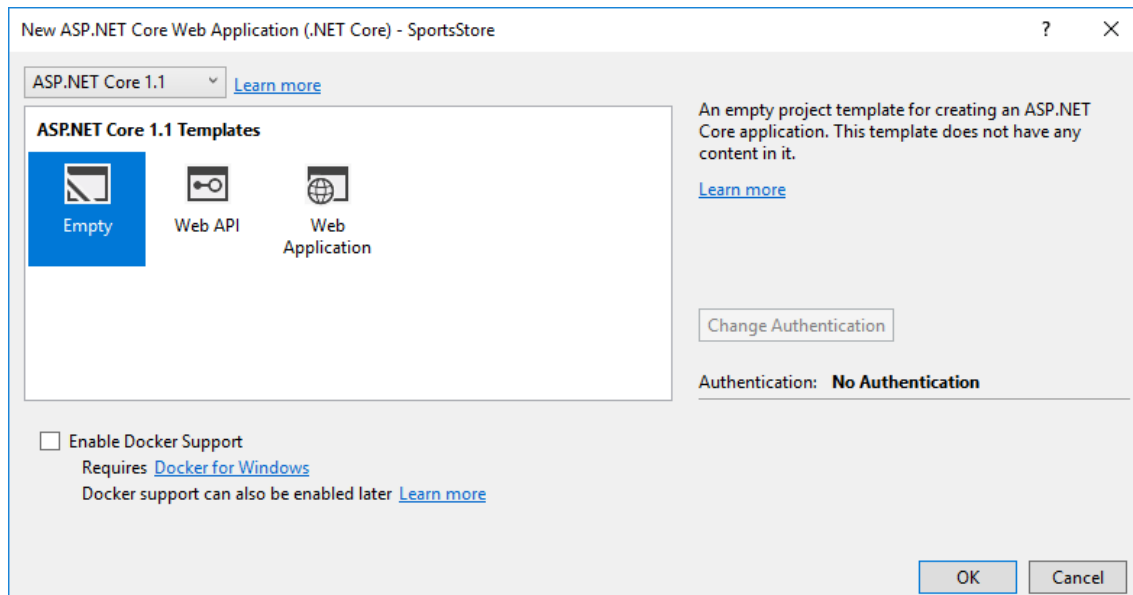 New ASP.NET Core Web Application (.NET Core) - SportsStore
ASP.NET Core 1.1
Learn more
ASP.NET Core 1.1 Templates
Empty
Web API
Web
Application
An empty project template for creating an ASP.NET
Core application. This template does not have any
content in it.
Learn more
Change Authentication
Authentication: No Authentication
Enable Docker Support
Requires Docker for Windows
Docker support can also be enabled later Learn more
OK
Cancel